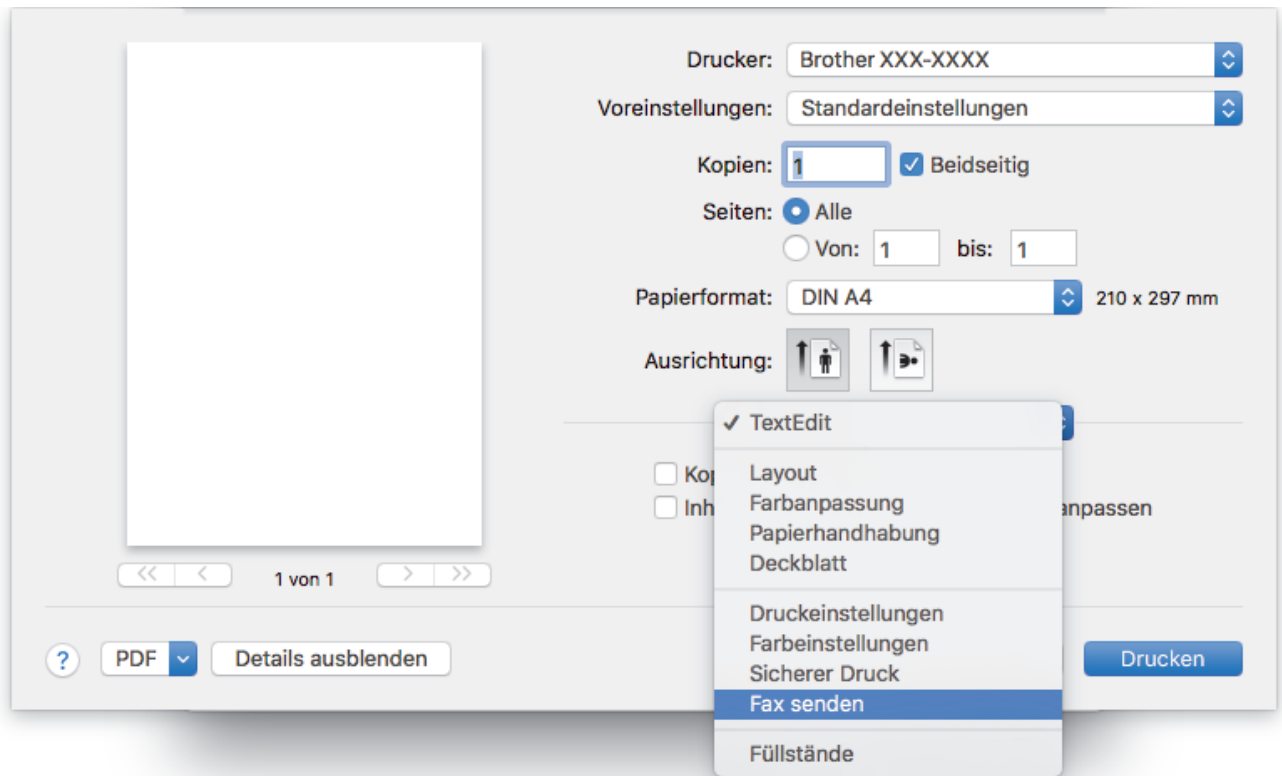 Drucker: Brother XXX-XXXX
Voreinstellungen: Standardeinstellungen
Kopien: 1 Beidseitig
Seiten: Alle
Von: 1 bis: 1
Papierformat: DIN A4 210 x 297 mm
Ausrichtung:
✓ TextEdit
Layout
Farbanpassung
anpassen
Papierhandhabung
Deckblatt
1 von 1
Druckeinstellungen
Farbeinstellungen
Sicherer Druck
Fax senden
Füllstände
? PDF Details ausblenden Drucken